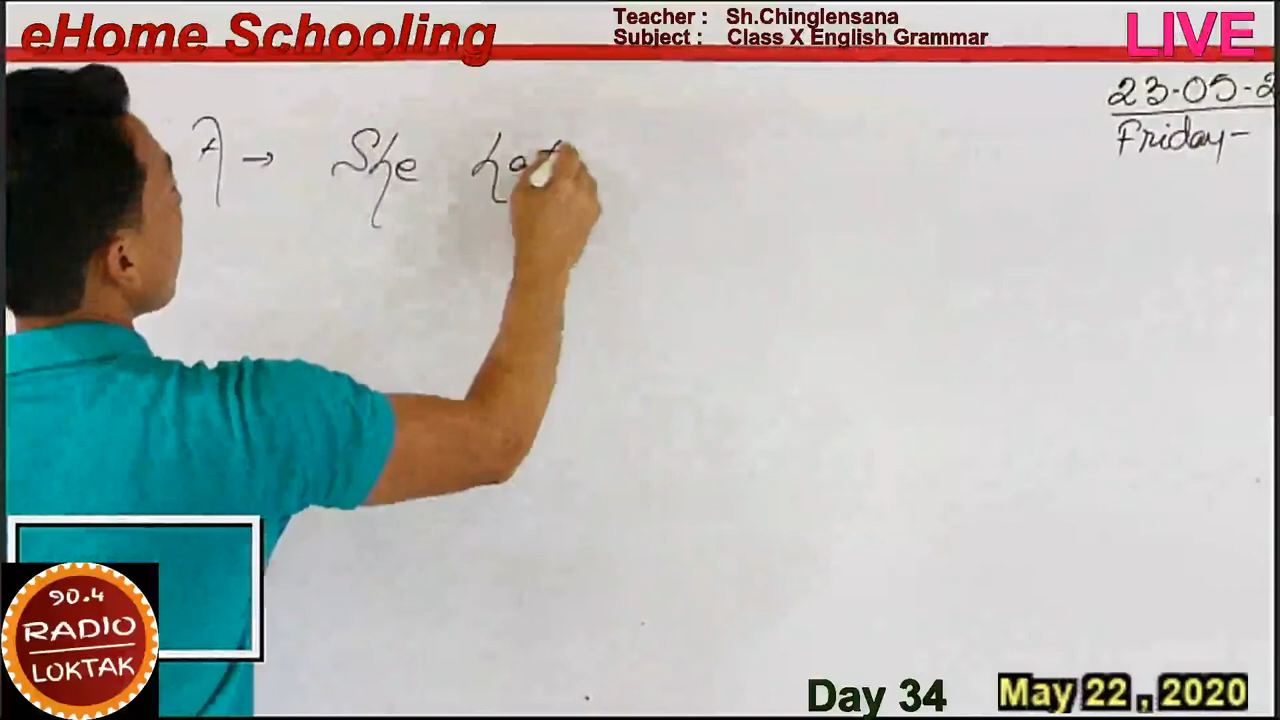 eHome Schooling
Teacher : Sh.Chinglensana
Subject : Class X English Grammar
LIVE
23-05-2
Friday-
A → She
90.4
RADIO
LOKTAK
Day 34
May 22 , 2020